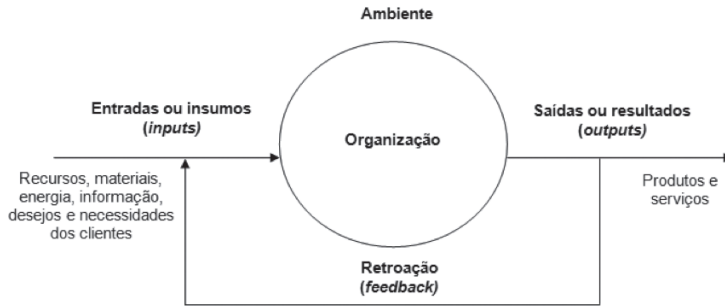 Ambiente
Entradas ou insumos
(inputs)
Saídas ou resultados
(outputs)
Organização
Recursos, materiais,
energia, informação,
desejos e necessidades
dos clientes
Produtos e
serviços
Retroação
(feedback)